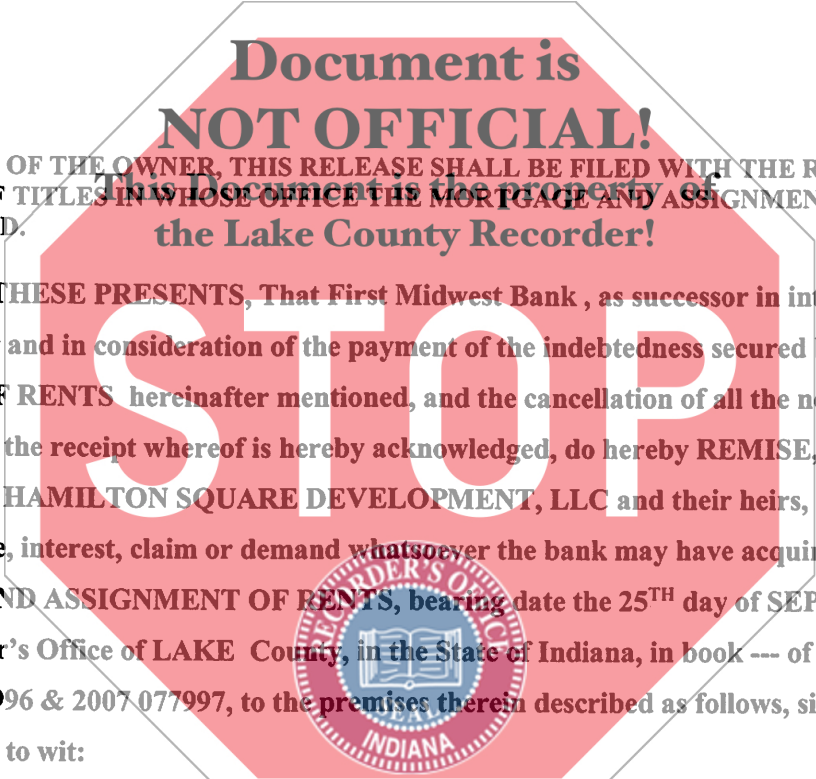 Document is
NOT OFFICIAL!
OF THE OWNER, THIS RELEASE SHALL BE FILED WITH THE R
This Document is the property of
F TITLES IN WHOSE OFFICE THE MORTGAGE AND ASSIGNMEN
D.
the Lake County Recorder!
THESE PRESENTS, That First Midwest Bank , as successor in int
and in consideration of the payment of the indebtedness secured
F RENTS hereinafter mentioned, and the cancellation of all the n
the receipt whereof is hereby acknowledged, do hereby REMISE,
HAMILTON SQUARE DEVELOPMENT, LLC and their heirs,
e, interest, claim or demand whatsoever the bank may have acqui
ND ASSIGNMENT OF RENTS, bearing date the 25TH day of SEP
r's Office of LAKE County, in the State of Indiana, in book --- of
96 & 2007 077997, to the premises therein described as follows, si
to wit:
STOP
RECORDER'S OFFICE
SEAL
INDIANA